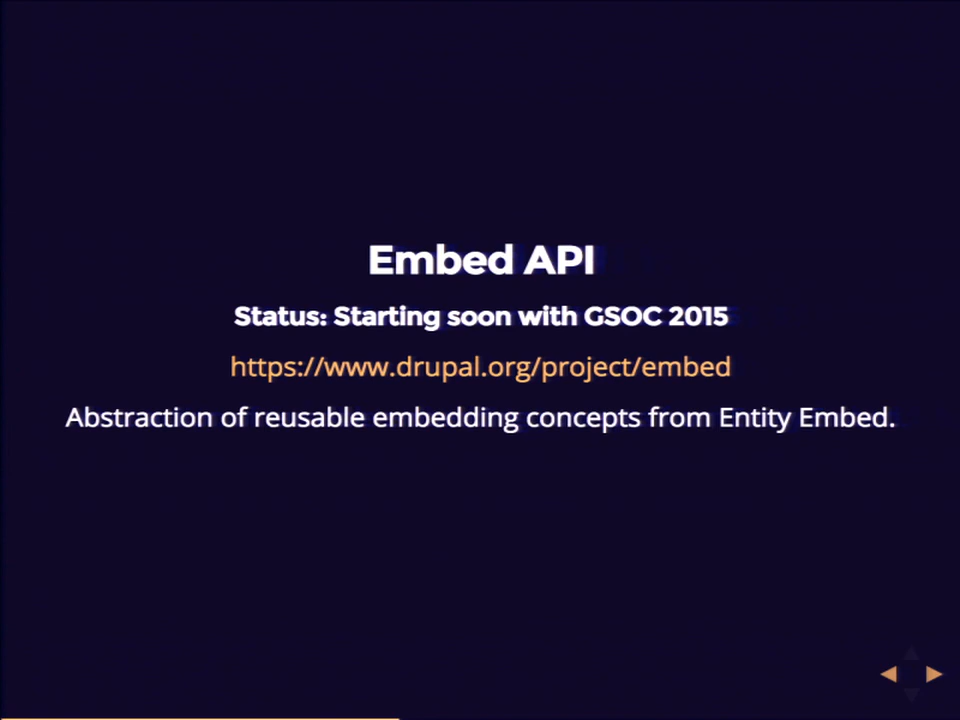 Embed API
Status: Starting soon with GSOC 2015
https://www.drupal.org/project/embed
Abstraction of reusable embedding concepts from Entity Embed.